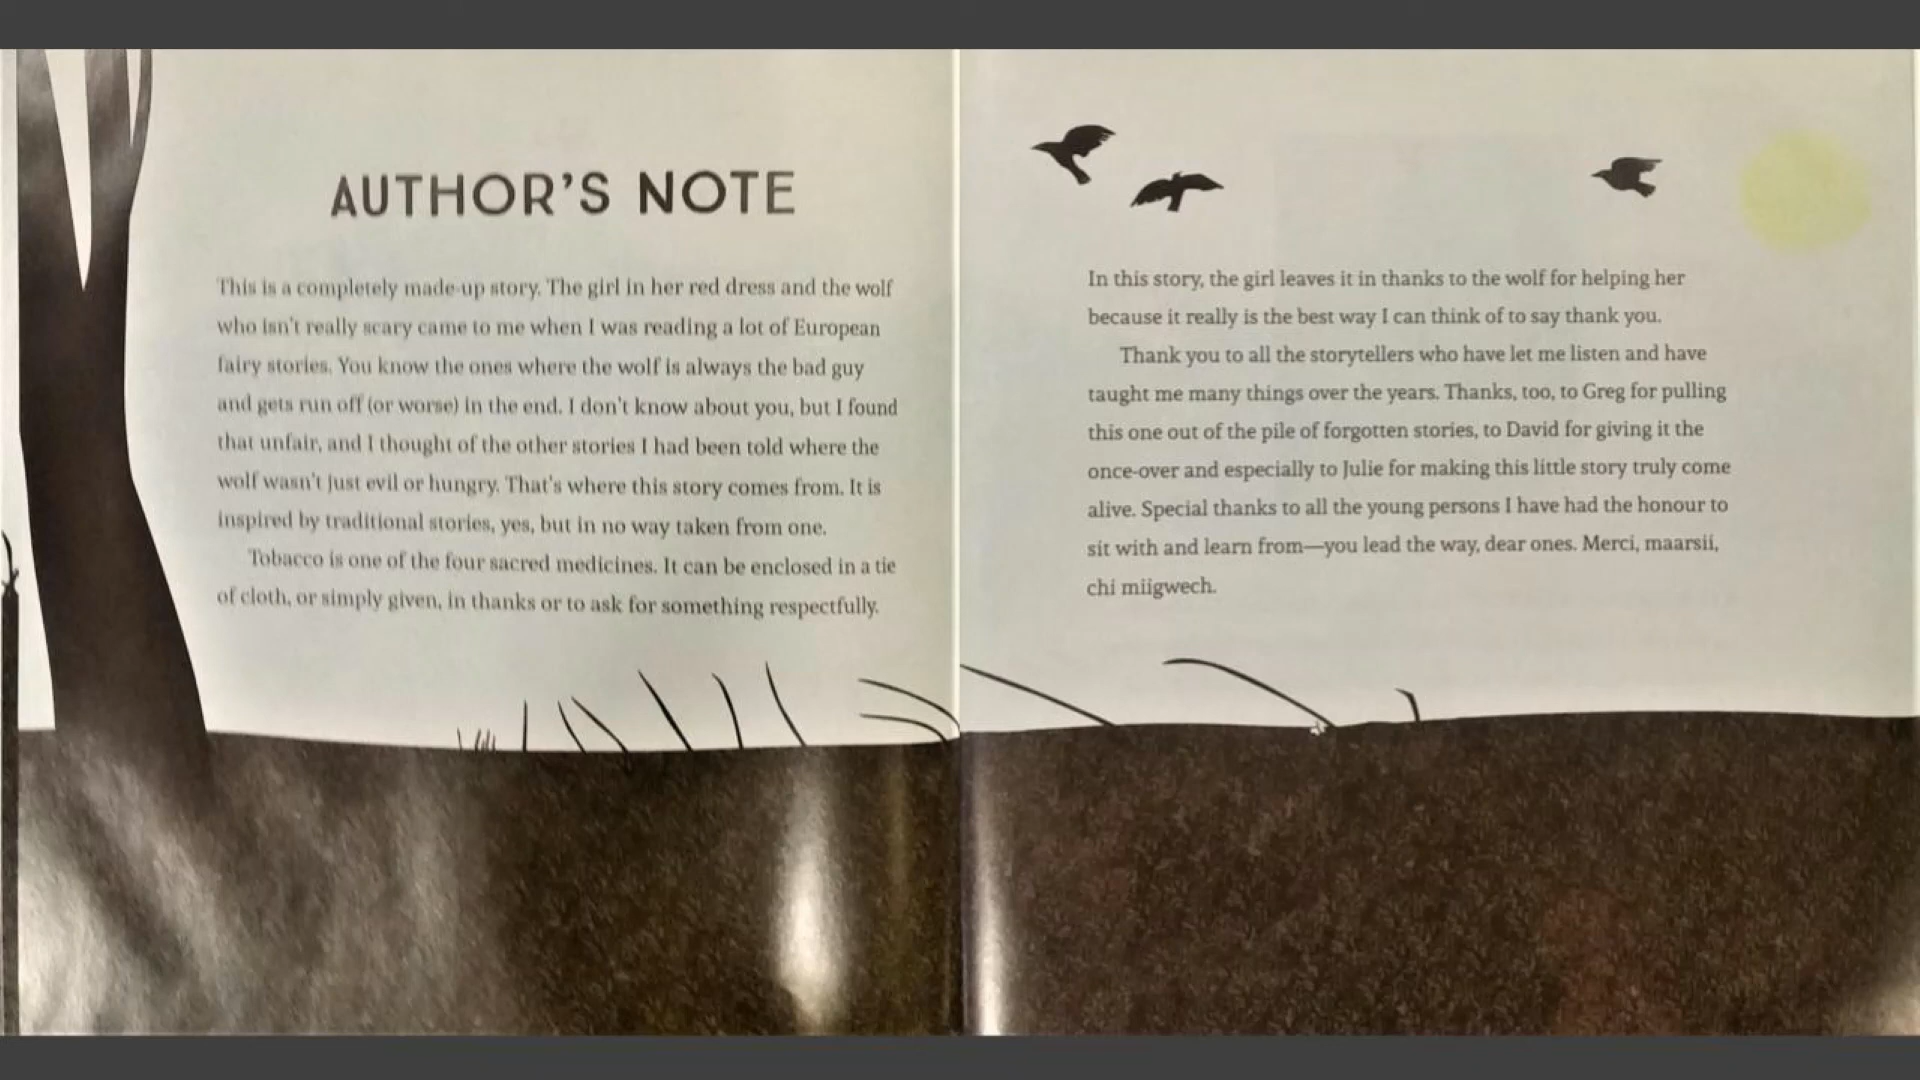 AUTHOR'S NOTE
This is a completely made-up story. The girl in her red dress and the wolf
who isn't really scary came to me when I was reading a lot of European
fairy stories. You know the ones where the wolf is always the bad guy
and gets run off (or worse) in the end. I don't know about you, but I found
that unfair, and I thought of the other stories I had been told where the
wolf wasn't just evil or hungry. That's where this story comes from. It is
inspired by traditional stories, yes, but in no way taken from one.
Tobacco is one of the four sacred medicines. It can be enclosed in a tie
of cloth, or simply given, in thanks or to ask for something respectfully.
In this story, the girl leaves it in thanks to the wolf for helping her
because it really is the best way I can think of to say thank you.
Thank you to all the storytellers who have let me listen and have
taught me many things over the years. Thanks, too, to Greg for pulling
this one out of the pile of forgotten stories, to David for giving it the
once-over and especially to Julie for making this little story truly come
alive. Special thanks to all the young persons I have had the honour to
sit with and learn from—you lead the way, dear ones. Merci, maarsii,
chi miigwech.